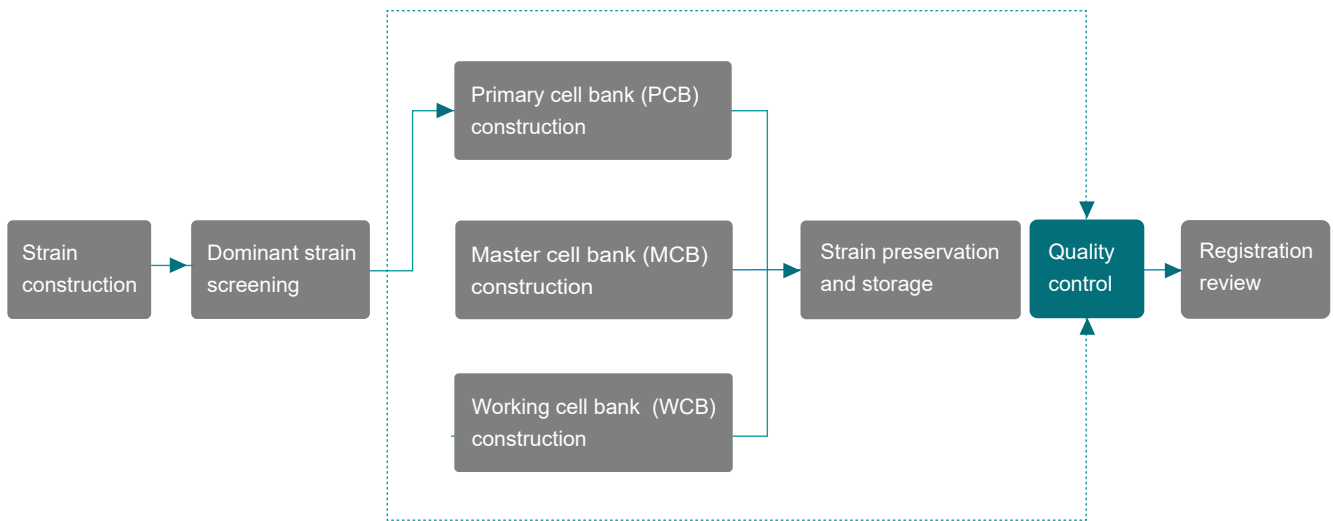 Strain
construction
Dominant strain
screening
Primary cell bank (PCB)
construction
Master cell bank (MCB)
construction
Working cell bank  (WCB)
construction
Strain preservation
and storage
Quality
control
Registration
review